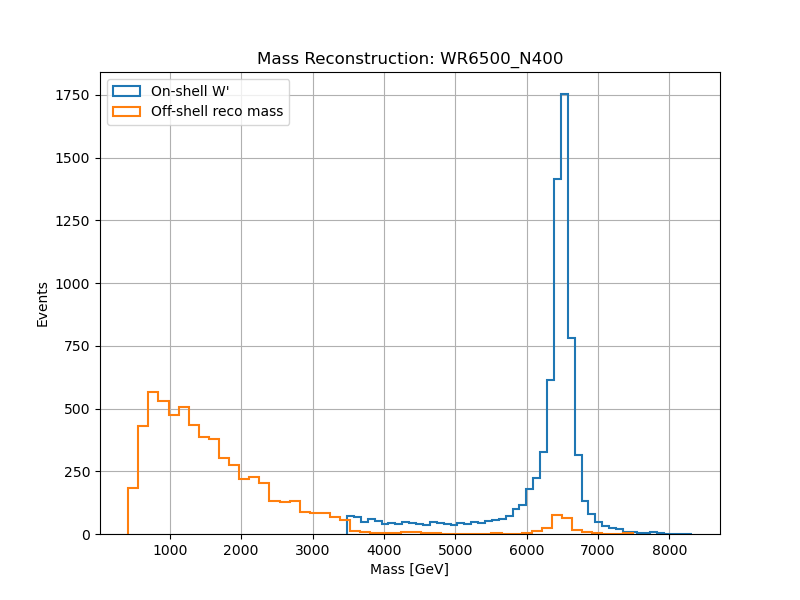 Mass Reconstruction: WR6500_N400
On-shell W'
Off-shell reco mass
1750
1500
1250
1000
750
500
250
0
Events
1000 2000 3000 4000 5000 6000 7000 8000
Mass [GeV]